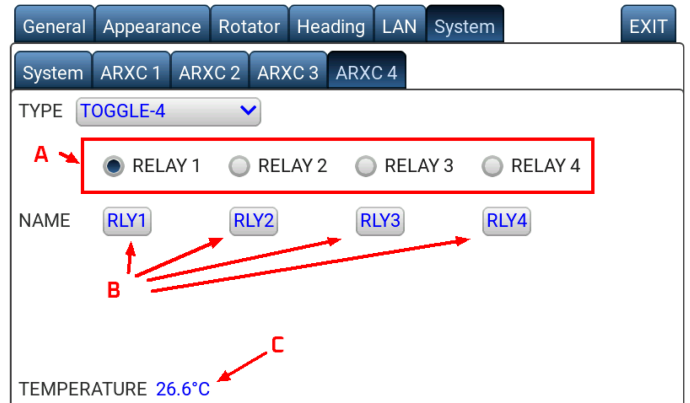 General Appearance Rotator Heading LAN System EXIT
System ARXC 1 ARXC 2 ARXC 3 ARXC 4
TYPE TOGGLE-4
A RELAY 1 RELAY 2 RELAY 3 RELAY 4
NAME RLY1 RLY2 RLY3 RLY4
B
C
TEMPERATURE 26.6°C